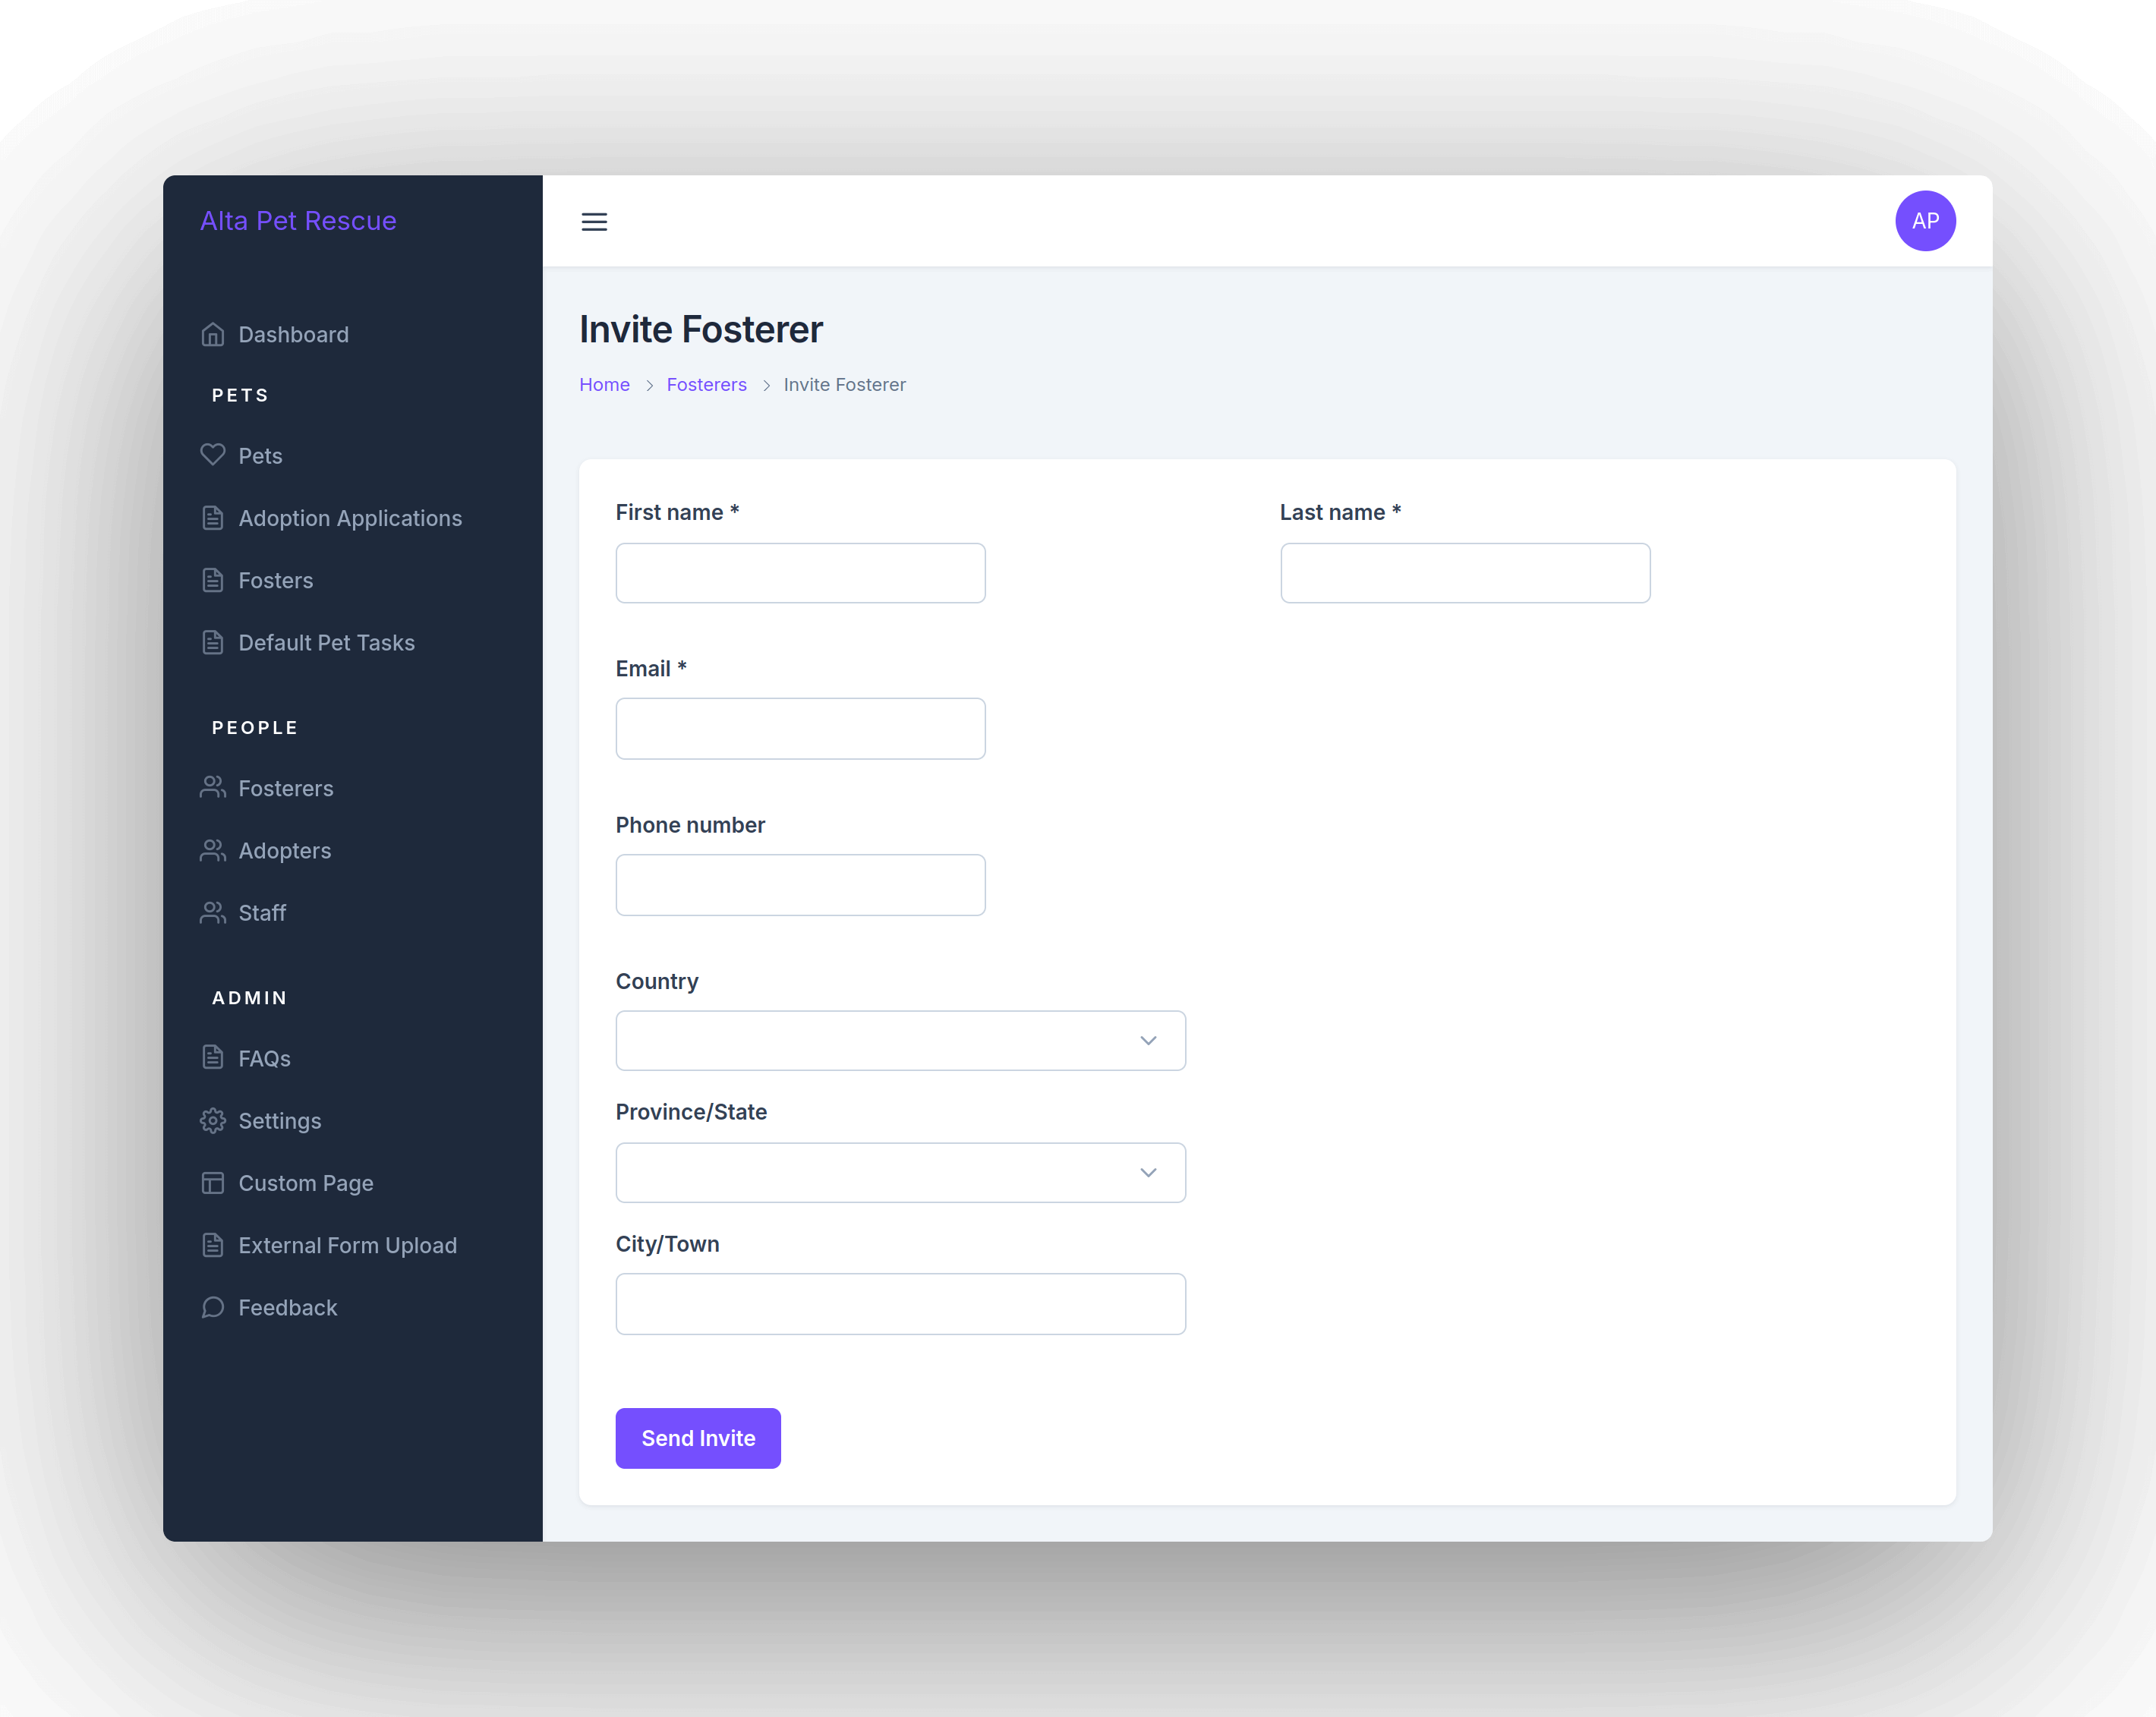 Alta Pet Rescue
AP
Dashboard
PETS
Pets
Adoption Applications
Fosters
Default Pet Tasks
PEOPLE
Fosterers
Adopters
Staff
ADMIN
FAQs
Settings
Custom Page
External Form Upload
Feedback
Invite Fosterer
Home > Fosterers > Invite Fosterer
First name * Last name *
Email *
Phone number
Country
Province/State
City/Town
Send Invite